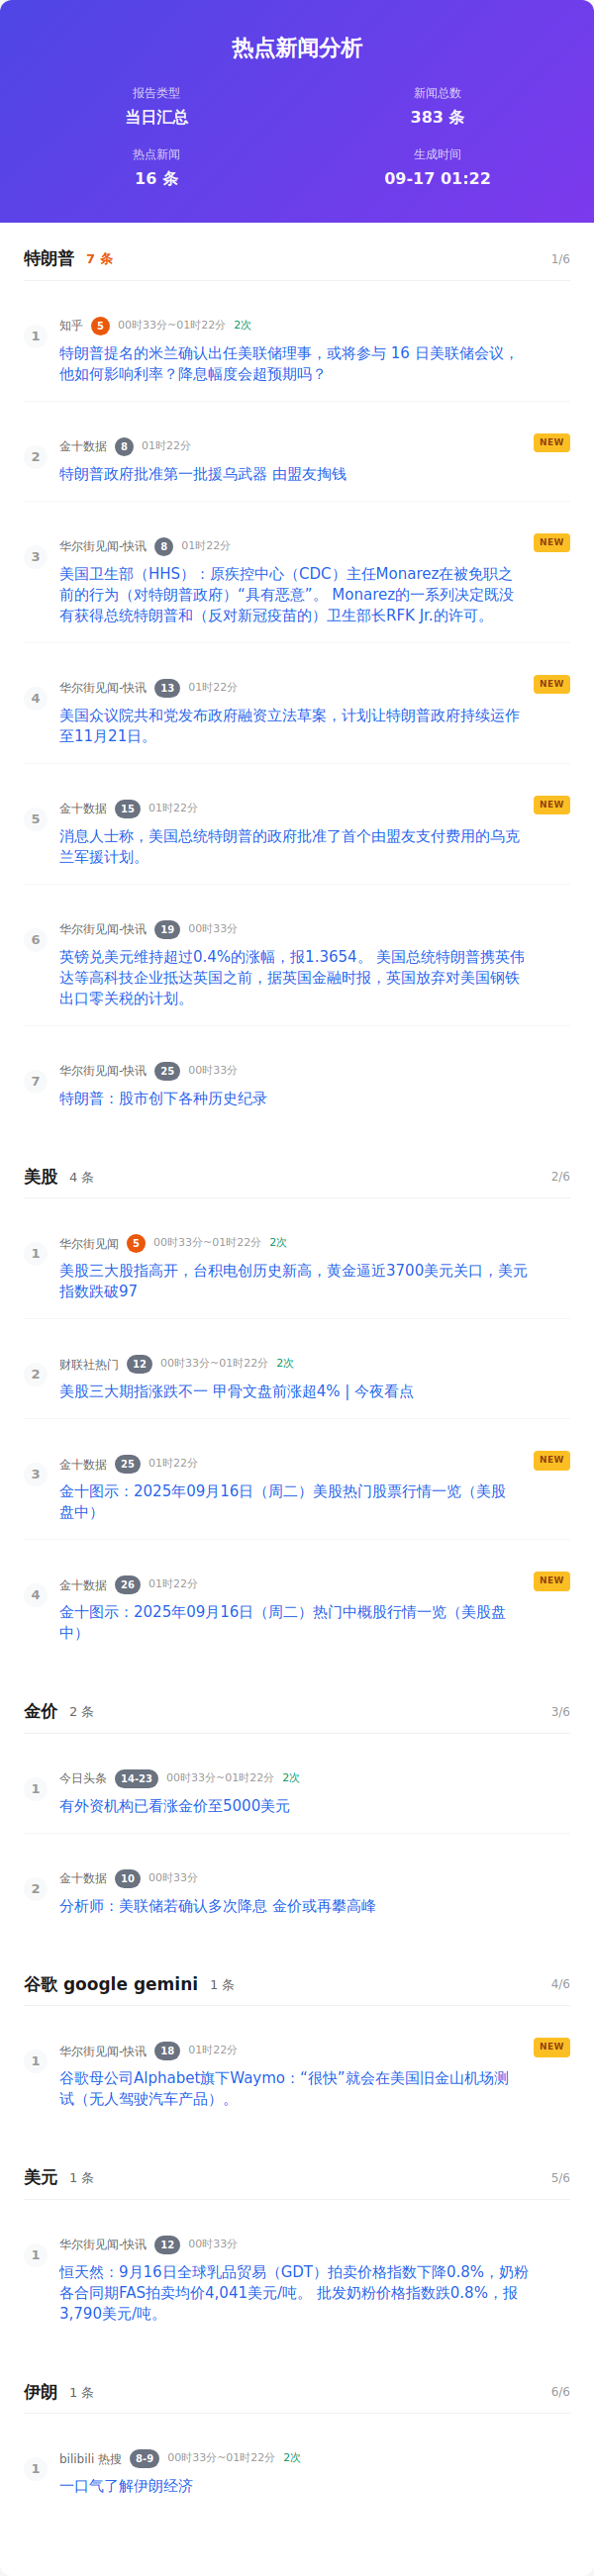 热点新闻分析
报告类型
当日汇总
新闻总数
383 条
热点新闻
16 条
生成时间
09-17 01:22
特朗普 7 条 1/6
1
知乎 5 00时33分~01时22分 2次
特朗普提名的米兰确认出任美联储理事，或将参与 16 日美联储会议，
他如何影响利率？降息幅度会超预期吗？
NEW
2
金十数据 8 01时22分
特朗普政府批准第一批援乌武器 由盟友掏钱
NEW
3
华尔街见闻-快讯 8 01时22分
美国卫生部（HHS）：原疾控中心（CDC）主任Monarez在被免职之
前的行为（对特朗普政府）“具有恶意”。 Monarez的一系列决定既没
有获得总统特朗普和（反对新冠疫苗的）卫生部长RFK Jr.的许可。
NEW
4
华尔街见闻-快讯 13 01时22分
美国众议院共和党发布政府融资立法草案，计划让特朗普政府持续运作
至11月21日。
NEW
5
金十数据 15 01时22分
消息人士称，美国总统特朗普的政府批准了首个由盟友支付费用的乌克
兰军援计划。
6
华尔街见闻-快讯 19 00时33分
英镑兑美元维持超过0.4%的涨幅，报1.3654。 美国总统特朗普携英伟
达等高科技企业抵达英国之前，据英国金融时报，英国放弃对美国钢铁
出口零关税的计划。
7
华尔街见闻-快讯 25 00时33分
特朗普：股市创下各种历史纪录
美股 4 条 2/6
1
华尔街见闻 5 00时33分~01时22分 2次
美股三大股指高开，台积电创历史新高，黄金逼近3700美元关口，美元
指数跌破97
2
财联社热门 12 00时33分~01时22分 2次
美股三大期指涨跌不一 甲骨文盘前涨超4% | 今夜看点
NEW
3
金十数据 25 01时22分
金十图示：2025年09月16日（周二）美股热门股票行情一览（美股
盘中）
NEW
4
金十数据 26 01时22分
金十图示：2025年09月16日（周二）热门中概股行情一览（美股盘
中）
金价 2 条 3/6
1
今日头条 14-23 00时33分~01时22分 2次
有外资机构已看涨金价至5000美元
2
金十数据 10 00时33分
分析师：美联储若确认多次降息 金价或再攀高峰
谷歌 google gemini 1 条 4/6
NEW
1
华尔街见闻-快讯 18 01时22分
谷歌母公司Alphabet旗下Waymo：“很快”就会在美国旧金山机场测
试（无人驾驶汽车产品）。
美元 1 条 5/6
1
华尔街见闻-快讯 12 00时33分
恒天然：9月16日全球乳品贸易（GDT）拍卖价格指数下降0.8%，奶粉
各合同期FAS拍卖均价4,041美元/吨。 批发奶粉价格指数跌0.8%，报
3,790美元/吨。
伊朗 1 条 6/6
1
bilibili 热搜 8-9 00时33分~01时22分 2次
一口气了解伊朗经济